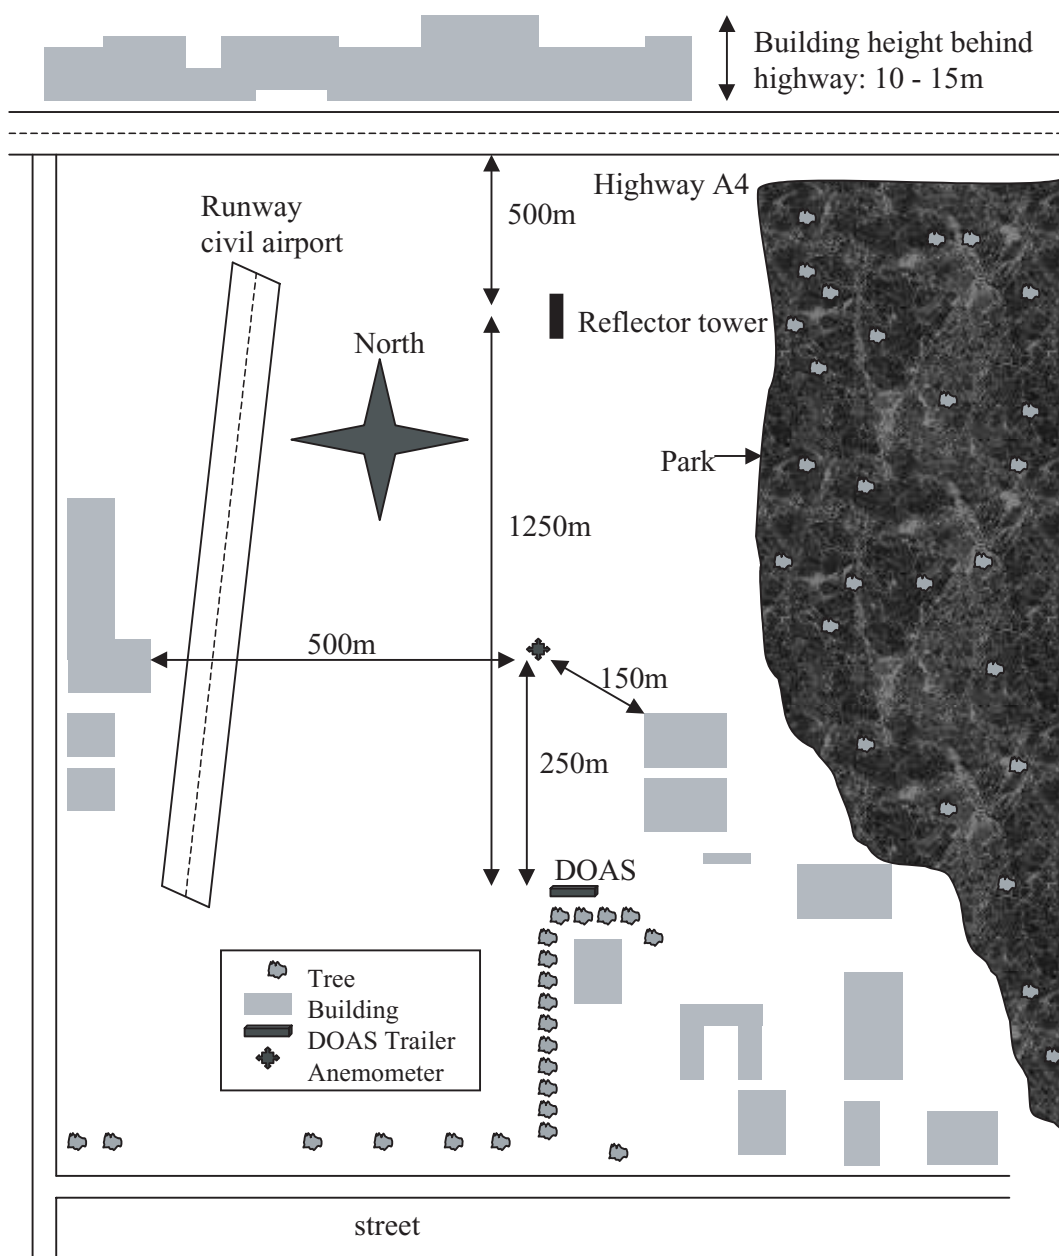 Building height behind
highway: 10 - 15m
Highway A4
500m
Runway
civil airport
Reflector tower
North
Park
1250m
500m
150m
250m
DOAS
Tree
Building
DOAS Trailer
Anemometer
street